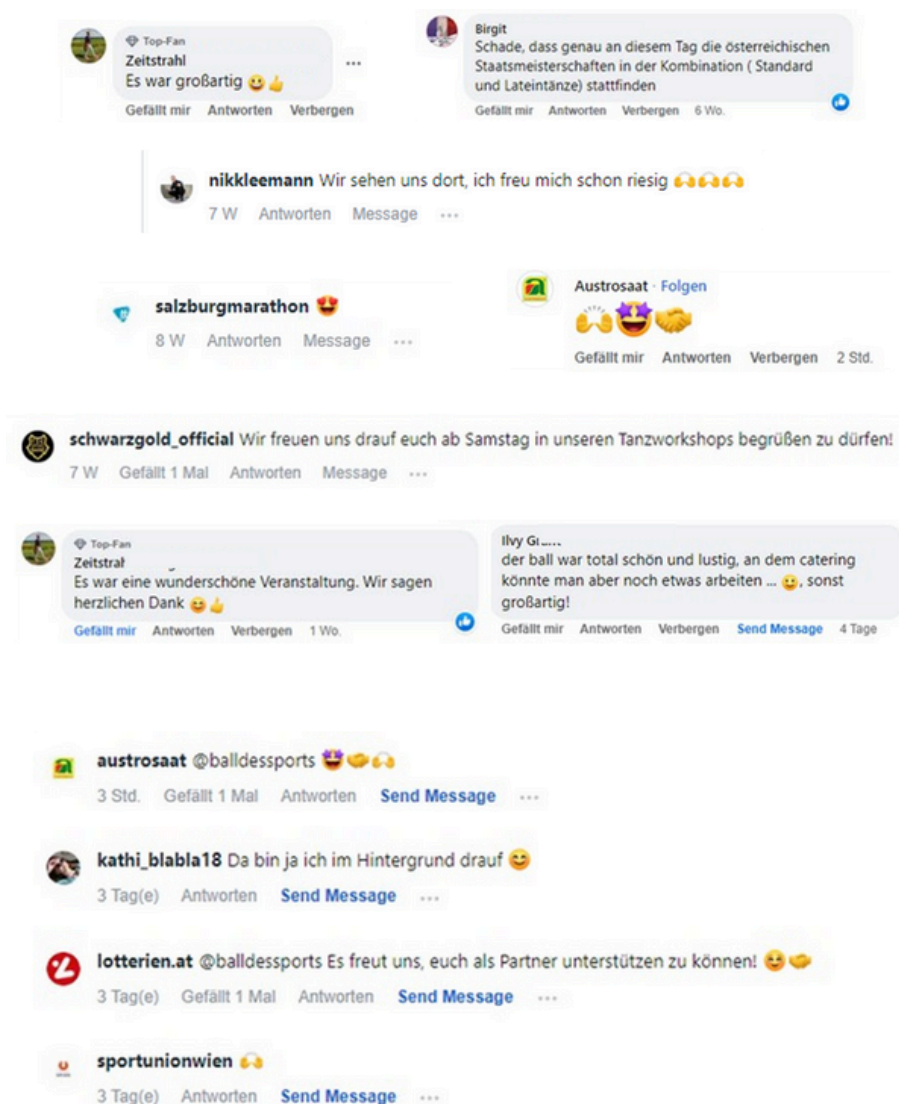 Top-Fan
Zeitstrahl
Es war großartig 😀👍
Gefällt mir Antworten Verbergen
Birgit
Schade, dass genau an diesem Tag die österreichischen
Staatsmeisterschaften in der Kombination ( Standard
und Lateintänze) stattfinden
Gefällt mir Antworten Verbergen 6 Wo.
nikkleemann Wir sehen uns dort, ich freu mich schon riesig 🙌🙌🙌
7 W Antworten Message ...
salzburgmarathon 😍
8 W Antworten Message ...
Austrosaat · Folgen
🙌🤩🤝
Gefällt mir Antworten Verbergen 2 Std.
schwarzgold_official Wir freuen uns drauf euch ab Samstag in unseren Tanzworkshops begrüßen zu dürfen!
7 W Gefällt 1 Mal Antworten Message ...
Top-Fan
Zeitstrahl
Es war eine wunderschöne Veranstaltung. Wir sagen
herzlichen Dank 😊👍
Gefällt mir Antworten Verbergen 1 Wo.
Ilvy
der ball war total schön und lustig, an dem catering
könnte man aber noch etwas arbeiten ... 😀, sonst
großartig!
Gefällt mir Antworten Verbergen Send Message 4 Tage
austrosaat @balldessports 🤩🤝🙌
3 Std. Gefällt 1 Mal Antworten Send Message ...
kathi_blabla18 Da bin ja ich im Hintergrund drauf 😊
3 Tag(e) Antworten Send Message ...
lotterien.at @balldessports Es freut uns, euch als Partner unterstützen zu können! 😊🤝
3 Tag(e) Gefällt 1 Mal Antworten Send Message ...
sportunionwien 🙌
3 Tag(e) Antworten Send Message ...